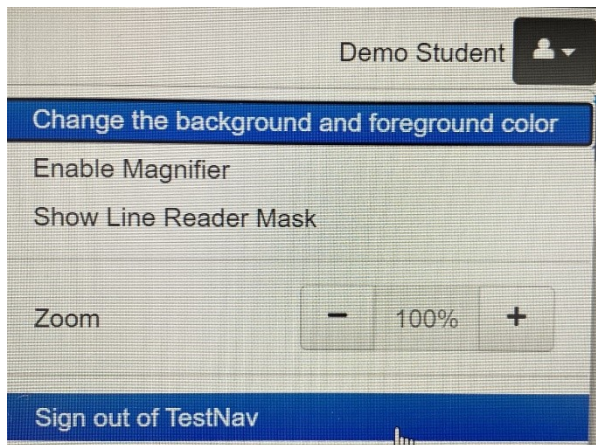 Demo Student
Change the background and foreground color
Enable Magnifier
Show Line Reader Mask
Zoom - 100% +
Sign out of TestNav